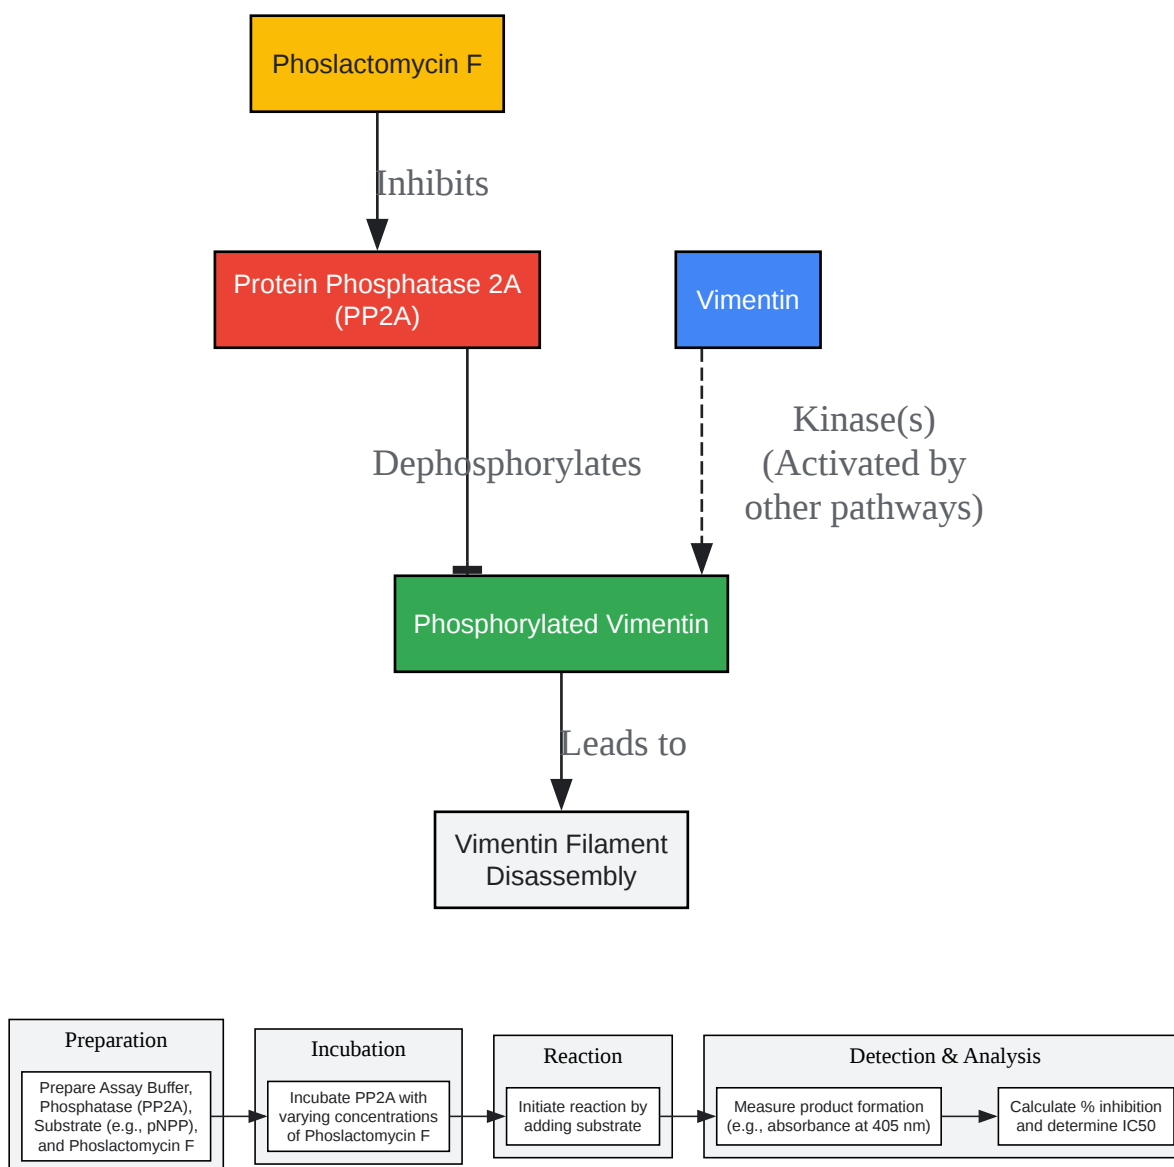 Phoslactomycin F
Inhibits
Protein Phosphatase 2A
(PP2A)
Vimentin
Dephosphorylates
Kinase(s)
(Activated by
other pathways)
Phosphorylated Vimentin
Leads to
Vimentin Filament
Disassembly
Preparation
Prepare Assay Buffer,
Phosphatase (PP2A),
Substrate (e.g., pNPP),
and Phoslactomycin F
Incubation
Incubate PP2A with
varying concentrations
of Phoslactomycin F
Reaction
Initiate reaction by
adding substrate
Detection & Analysis
Measure product formation
(e.g., absorbance at 405 nm)
Calculate % inhibition
and determine IC50